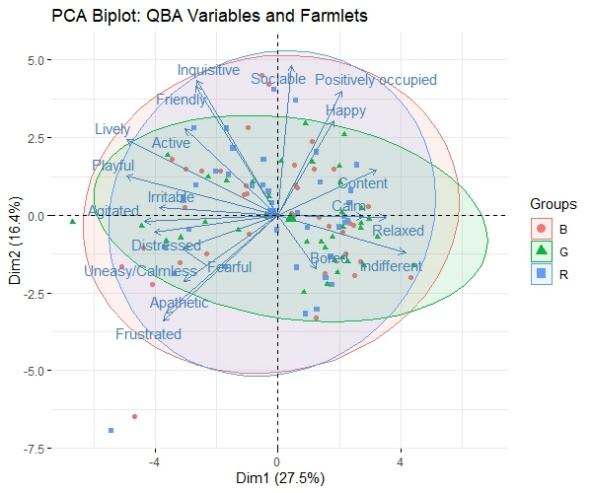 PCA Biplot: QBA Variables and Farmlets
5.0
Inquisitive
Sociable
Positively occupied
Friendly
Happy
2.5
Lively
Active
Playful
Content
Irritable
Calm
Agitated
0.0
Relaxed
Distressed
Bored
Uneasy/Calmless
Fearful
Indifferent
-2.5
Apathetic
Frustrated
-5.0
-7.5
-4
0
4
Dim1 (27.5%)
Dim2 (16.4%)
Groups
B
G
R